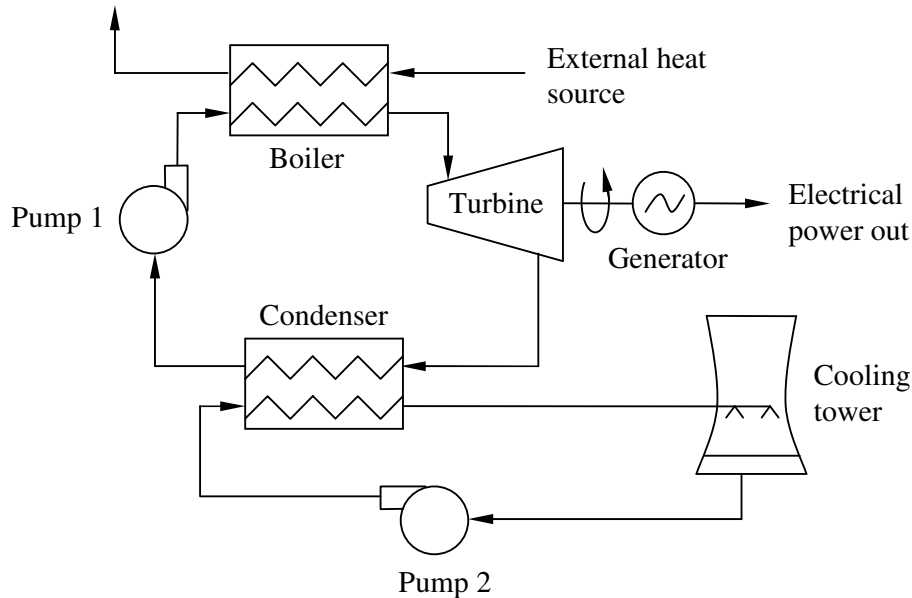 External heat
source
Boiler
Pump 1
Turbine
Electrical
power out
Generator
Condenser
Cooling
tower
Pump 2